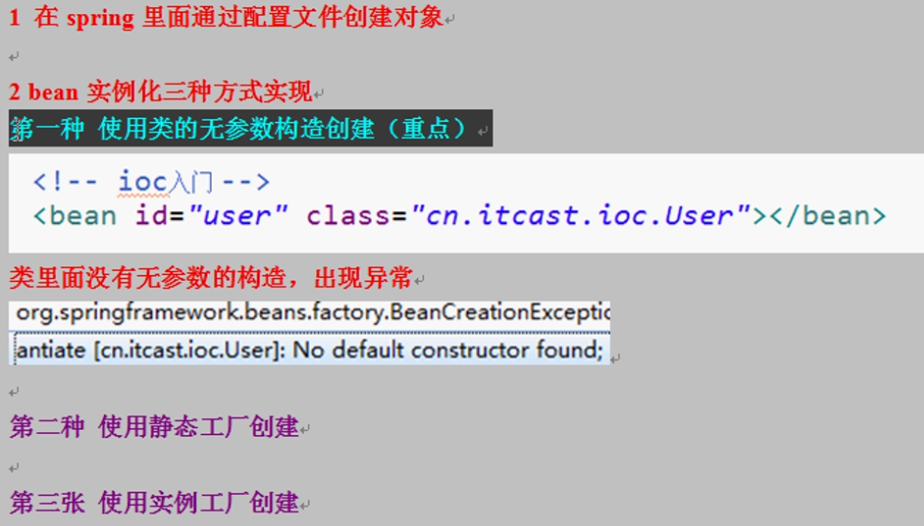 1 在 spring 里面通过配置文件创建对象
2 bean 实例化三种方式实现
第一种 使用类的无参数构造创建（重点）
<!-- ioc入门 -->
<bean id="user" class="cn.itcast.ioc.User"></bean>
类里面没有无参数的构造，出现异常
org.springframework.beans.factory.BeanCreationExceptio
antiate [cn.itcast.ioc.User]: No default constructor found;
第二种 使用静态工厂创建
第三张 使用实例工厂创建